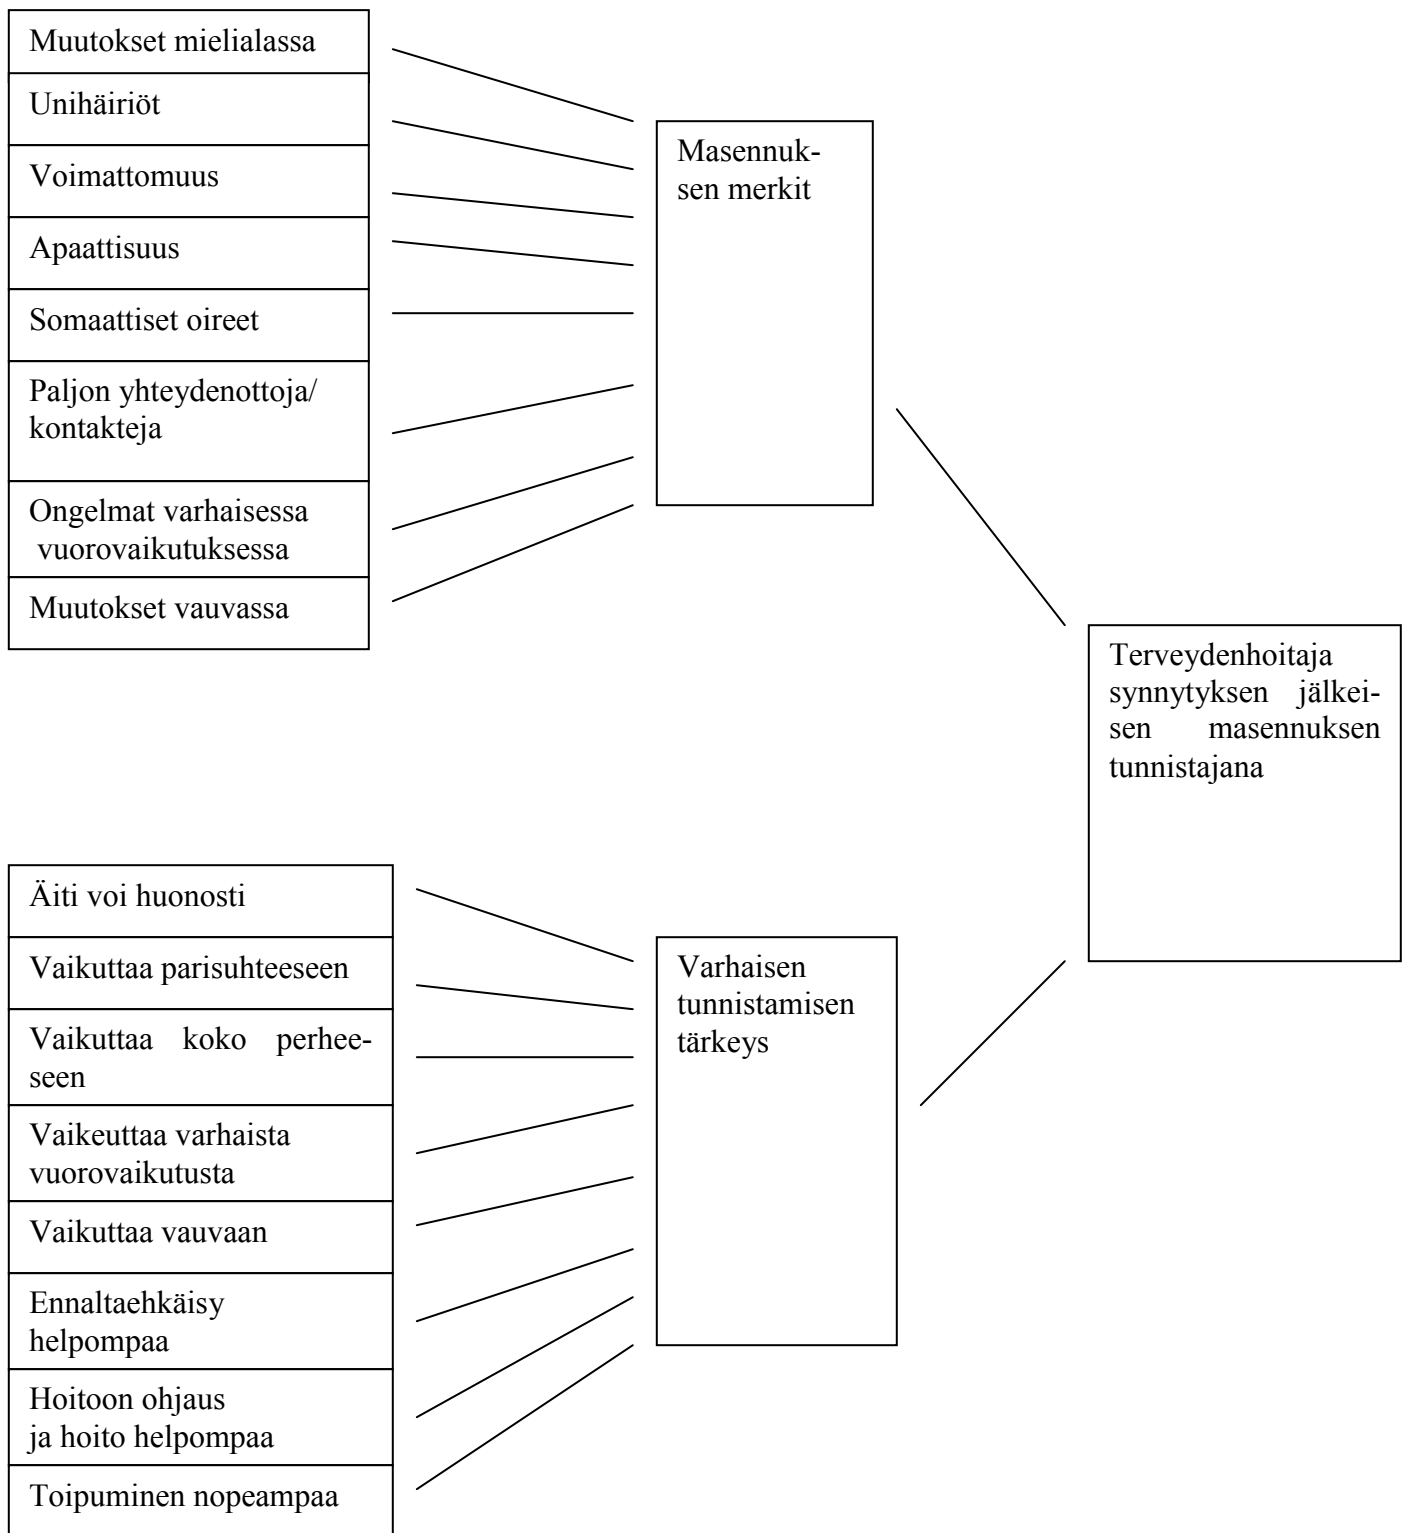 Muutokset mielialassa
Unihäiriöt
Voimattomuus
Apaattisuus
Somaattiset oireet
Paljon yhteydenottoja/
kontakteja
Ongelmat varhaisessa
vuorovaikutuksessa
Muutokset vauvassa
Masennuk-
sen merkit
Terveydenhoitaja
synnytyksen jälkei-
sen masennuksen
tunnistajana
Äiti voi huonosti
Vaikuttaa parisuhteeseen
Vaikuttaa koko perhee-
seen
Vaikeuttaa varhaista
vuorovaikutusta
Vaikuttaa vauvaan
Ennaltaehkäisy
helpompaa
Hoitoon ohjaus
ja hoito helpompaa
Toipuminen nopeampaa
Varhaisen
tunnistamisen
tärkeys